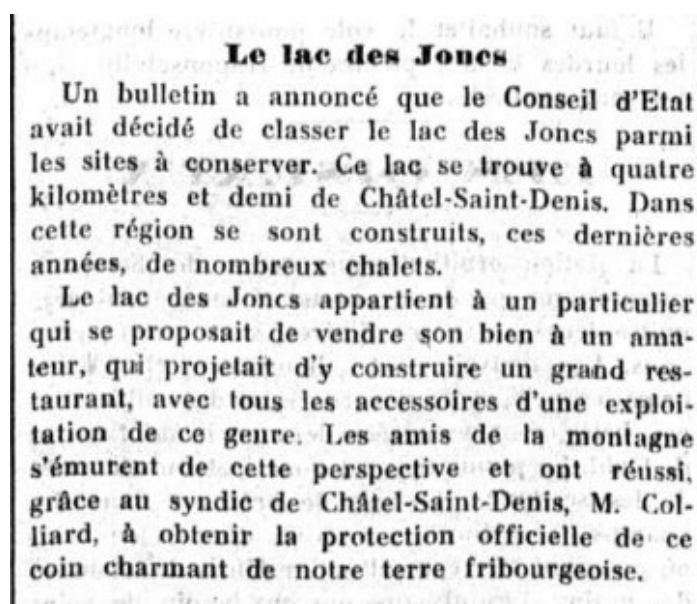 Le lac des Joncs
Un bulletin a annoncé que le Conseil d'Etat
avait décidé de classer le lac des Joncs parmi
les sites à conserver. Ce lac se trouve à quatre
kilomètres et demi de Châtel-Saint-Denis. Dans
cette région se sont construits, ces dernières
années, de nombreux chalets.
Le lac des Joncs appartient à un particulier
qui se proposait de vendre son bien à un ama-
teur, qui projetait d'y construire un grand res-
taurant, avec tous les accessoires d'une exploi-
tation de ce genre. Les amis de la montagne
s'émurent de cette perspective et ont réussi,
grâce au syndic de Châtel-Saint-Denis, M. Col-
liard, à obtenir la protection officielle de ce
coin charmant de notre terre fribourgeoise.